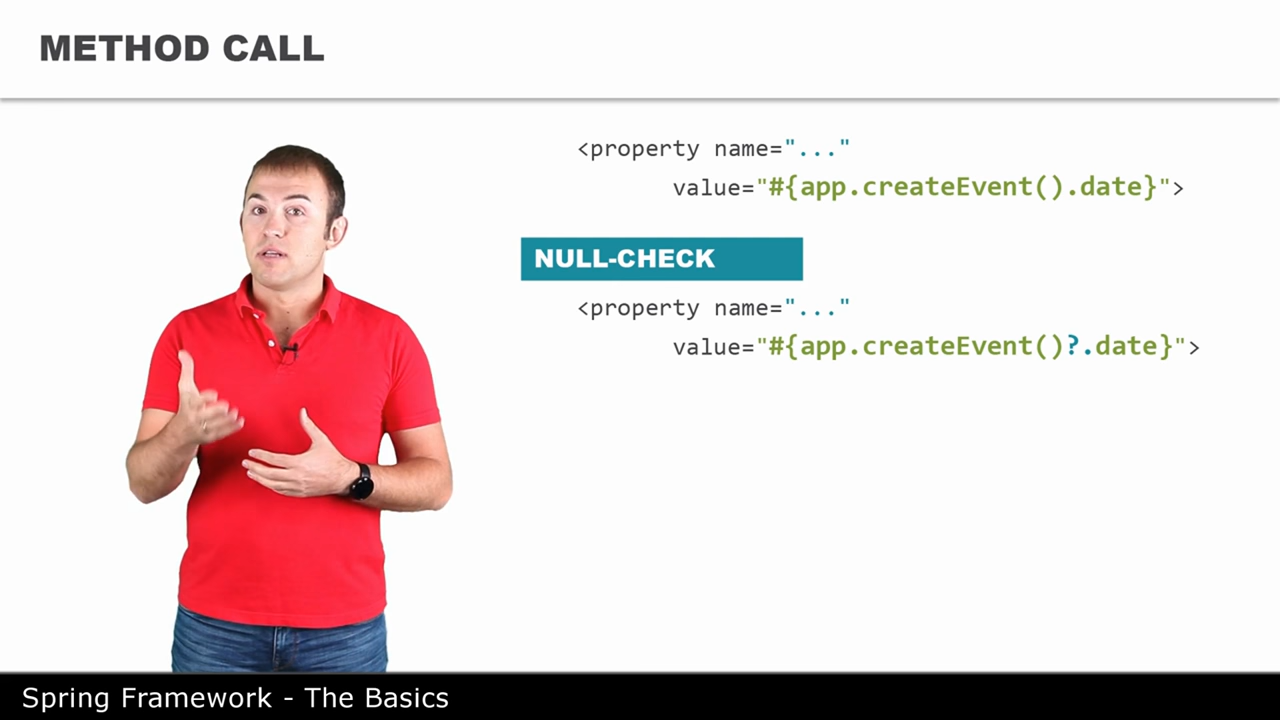 METHOD CALL
<property name="..."
value="#{app.createEvent().date}">
NULL-CHECK
<property name="..."
value="#{app.createEvent()?.date}">
Spring Framework - The Basics